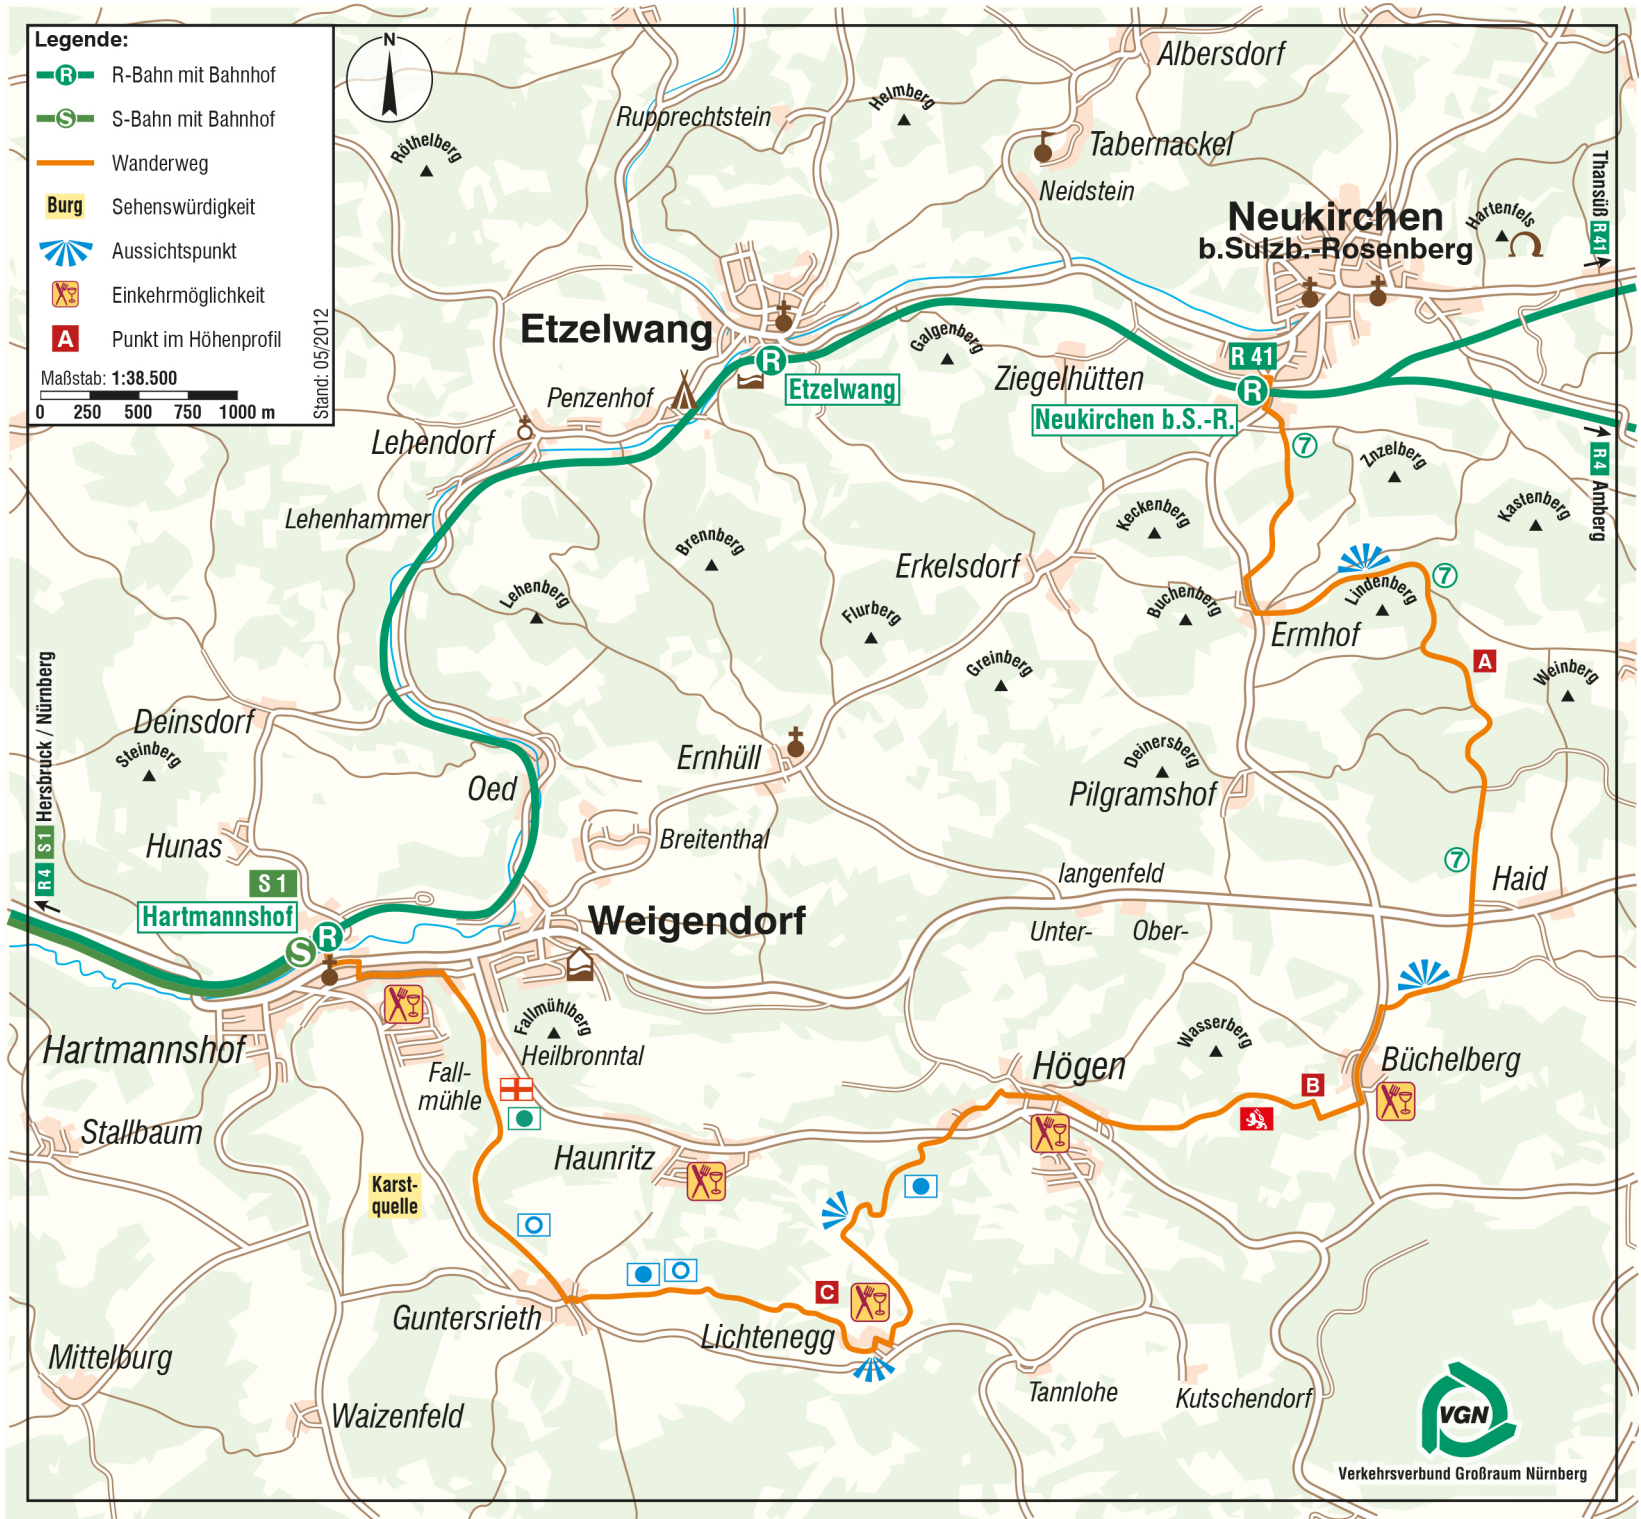 Legende:
R
R-Bahn mit Bahnhof
S
S-Bahn mit Bahnhof
Wanderweg
Burg
Sehenswürdigkeit
Aussichtspunkt
Einkehrmöglichkeit
A
Punkt im Höhenprofil
Maßstab: 1:38.500
0 250 500 750 1000 m
Stand: 05/2012
N
Röthelberg
Rupprechtstein
Helmberg
Albersdorf
Tabernackel
Neidstein
Neukirchen
b.Sulzb.-Rosenberg
Hartenfels
Thansüß R41
Etzelwang
R
Etzelwang
Galgenberg
Ziegelhütten
R 41
R
Neukirchen b.S.-R.
Penzenhof
Lehendorf
Lehenhammer
7
Znzelberg
Kastenberg
R 4 Amberg
Keckenberg
Brennberg
Lehenberg
Erkelsdorf
Flurberg
Greinberg
Buchenberg
Lindenberg
7
Ermhof
A
Weinberg
R 4 S 1 Hersbruck / Nürnberg
Deinsdorf
Steinberg
Oed
Ernhüll
Deinersberg
Pilgramshof
Hunas
Breitenthal
7
langenfeld
Haid
S 1
Hartmannshof
R
S
Weigendorf
Unter-
Ober-
Hartmannshof
Fallmühlberg
Heilbronntal
Fall-
mühle
Wasserberg
Högen
Büchelberg
B
Stallbaum
Haunritz
Karst-
quelle
C
Guntersrieth
Lichtenegg
Mittelburg
Waizenfeld
Tannlohe
Kutschendorf
VGN
Verkehrsverbund Großraum Nürnberg